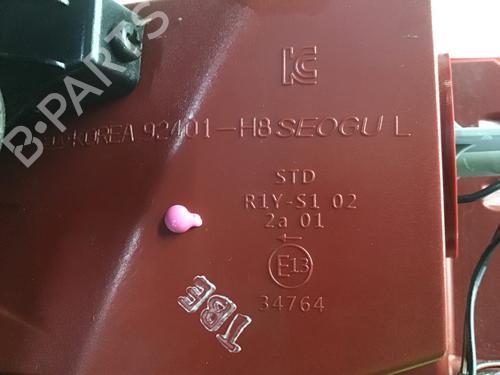 KC
KOREA 92401-H8 SEOGU L
STD
R1Y-S1 02
2a 01
←
E13
34764
TBE
B-PARTS